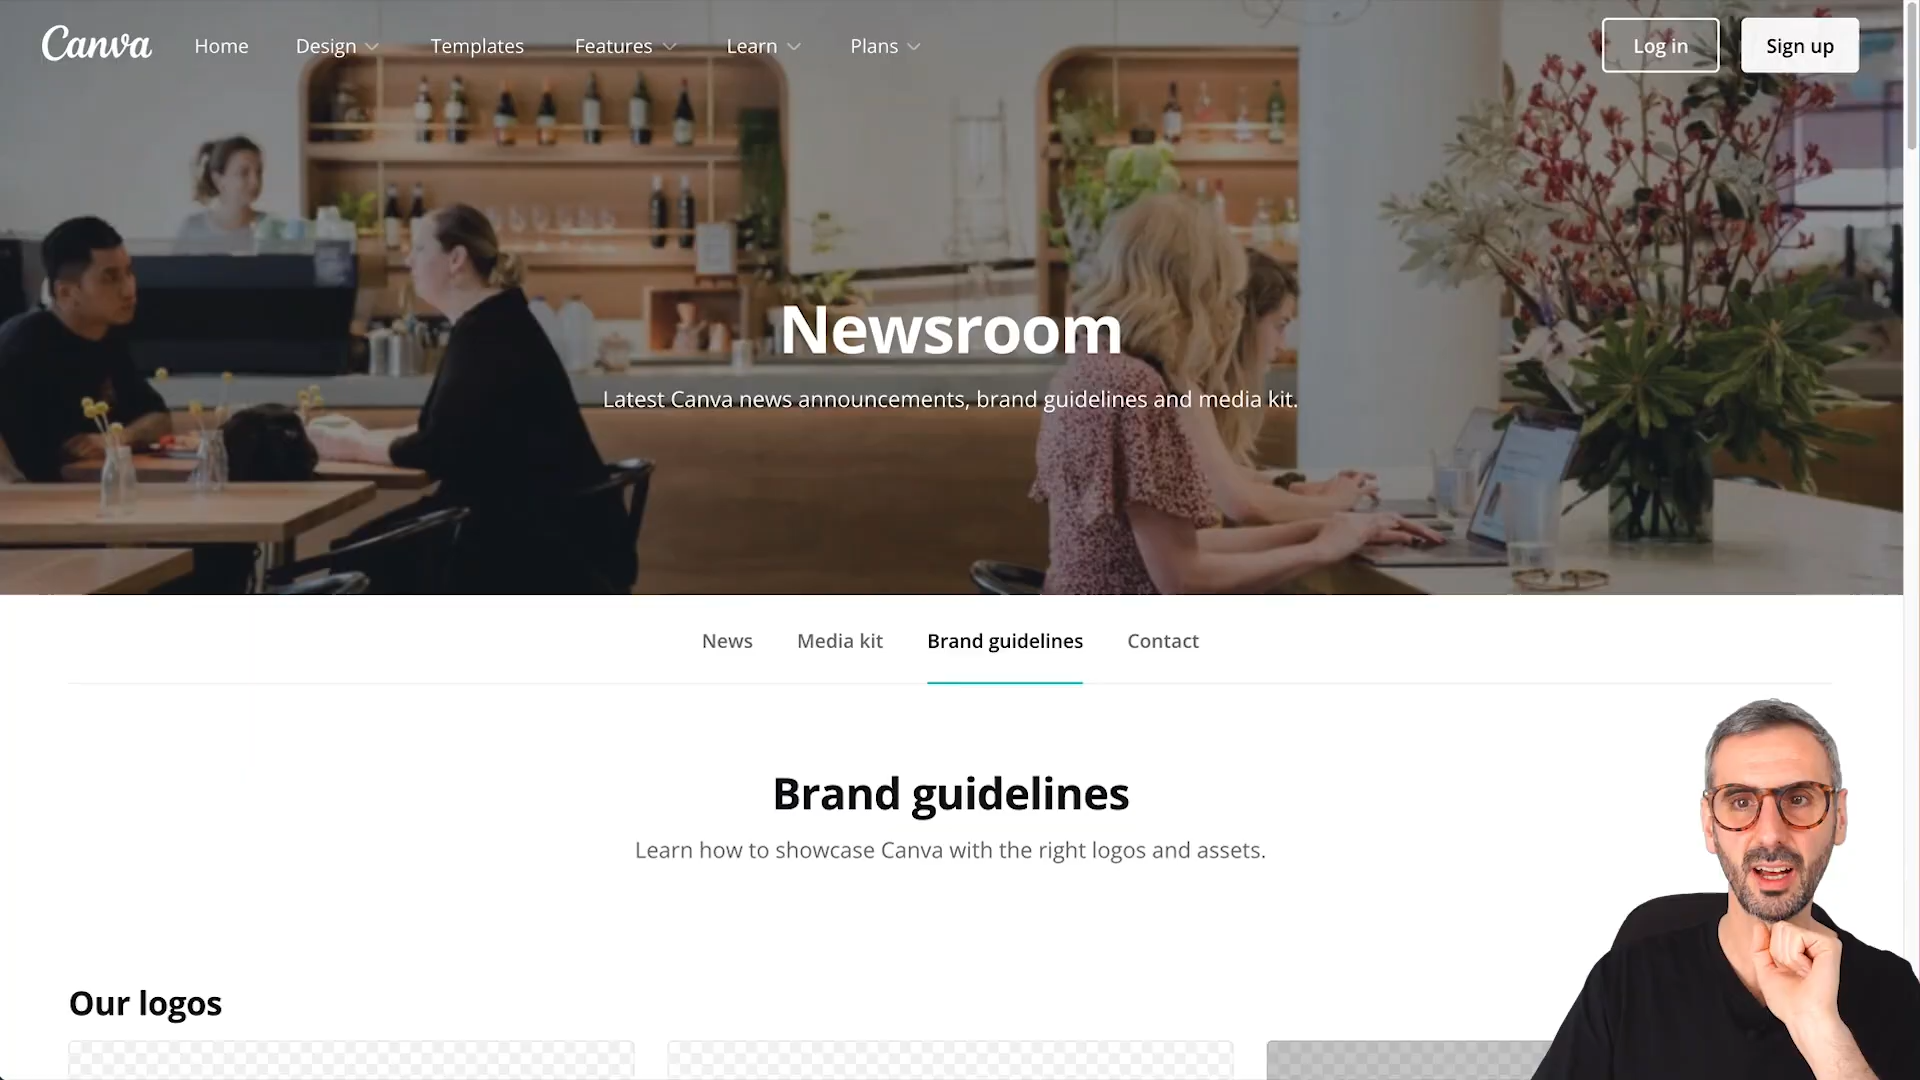 Canva Home Design Templates Features Learn Plans Log in Sign up
Newsroom
Latest Canva news announcements, brand guidelines and media kit.
News Media kit Brand guidelines Contact
Brand guidelines
Learn how to showcase Canva with the right logos and assets.
Our logos